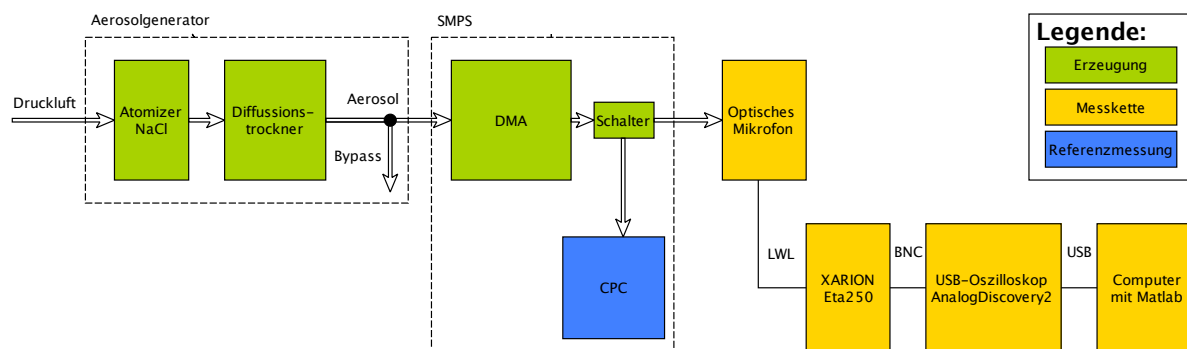 Aerosolgenerator
SMPS
Legende:
Erzeugung
Messkette
Referenzmessung
Druckluft
Atomizer
NaCl
Diffussions-
trockner
Aerosol
Bypass
DMA
Schalter
Optisches
Mikrofon
CPC
LWL
XARION
Eta250
BNC
USB-Oszilloskop
AnalogDiscovery2
USB
Computer
mit Matlab